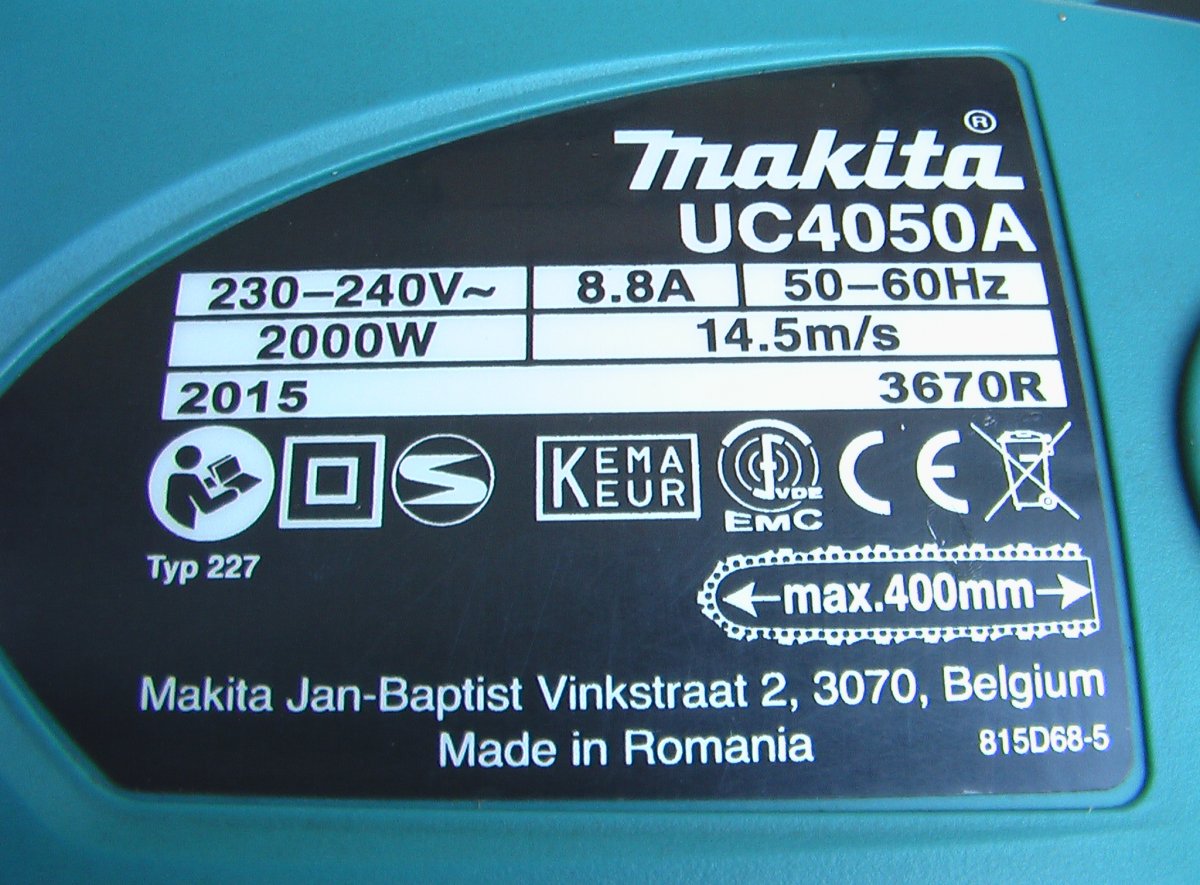 makita®
UC4050A
230–240V~ 8.8A 50–60Hz
2000W 14.5m/s
2015 3670R
KEMA
KEUR
VDE
EMC
CE
Typ 227
max.400mm
Makita Jan-Baptist Vinkstraat 2, 3070, Belgium
Made in Romania 815D68-5